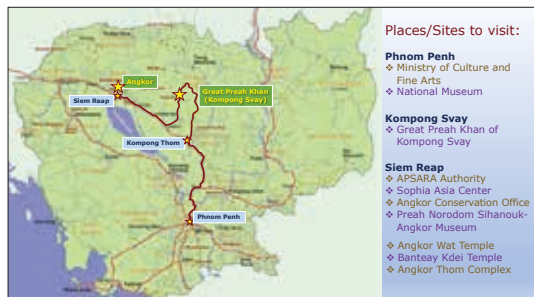 Angkor
Siem Reap
Great Preah Khan
(Kompong Svay)
Kompong Thom
Phnom Penh
Places/Sites to visit:
Phnom Penh
❖ Ministry of Culture and
Fine Arts
❖ National Museum
Kompong Svay
❖ Great Preah Khan of
Kompong Svay
Siem Reap
❖ APSARA Authority
❖ Sophia Asia Center
❖ Angkor Conservation Office
❖ Preah Norodom Sihanouk-
Angkor Museum
❖ Angkor Wat Temple
❖ Banteay Kdei Temple
❖ Angkor Thom Complex